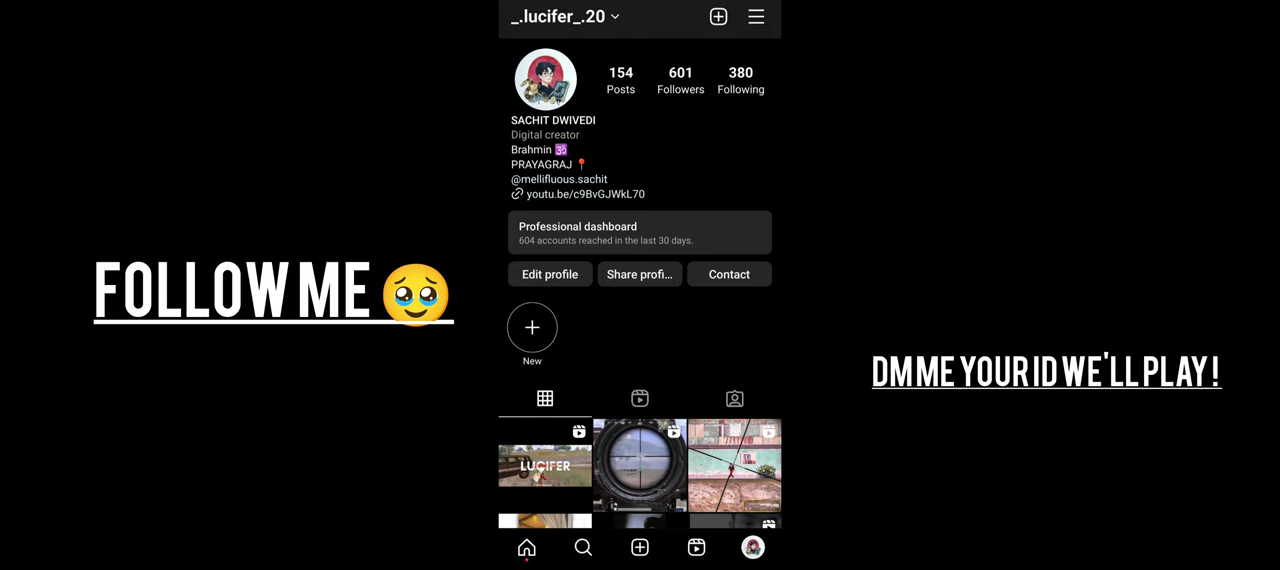 _.lucifer_.20
154 601 380
Posts Followers Following
SACHIT DWIVEDI
Digital creator
Brahmin 🕉
PRAYAGRAJ 📍
@mellifluous.sachit
youtu.be/c9BvGJWkL70
Professional dashboard
604 accounts reached in the last 30 days.
Edit profile Share profi... Contact
FOLLOW ME 🥹
New
DM ME YOUR ID WE'LL PLAY !
LUCIFER